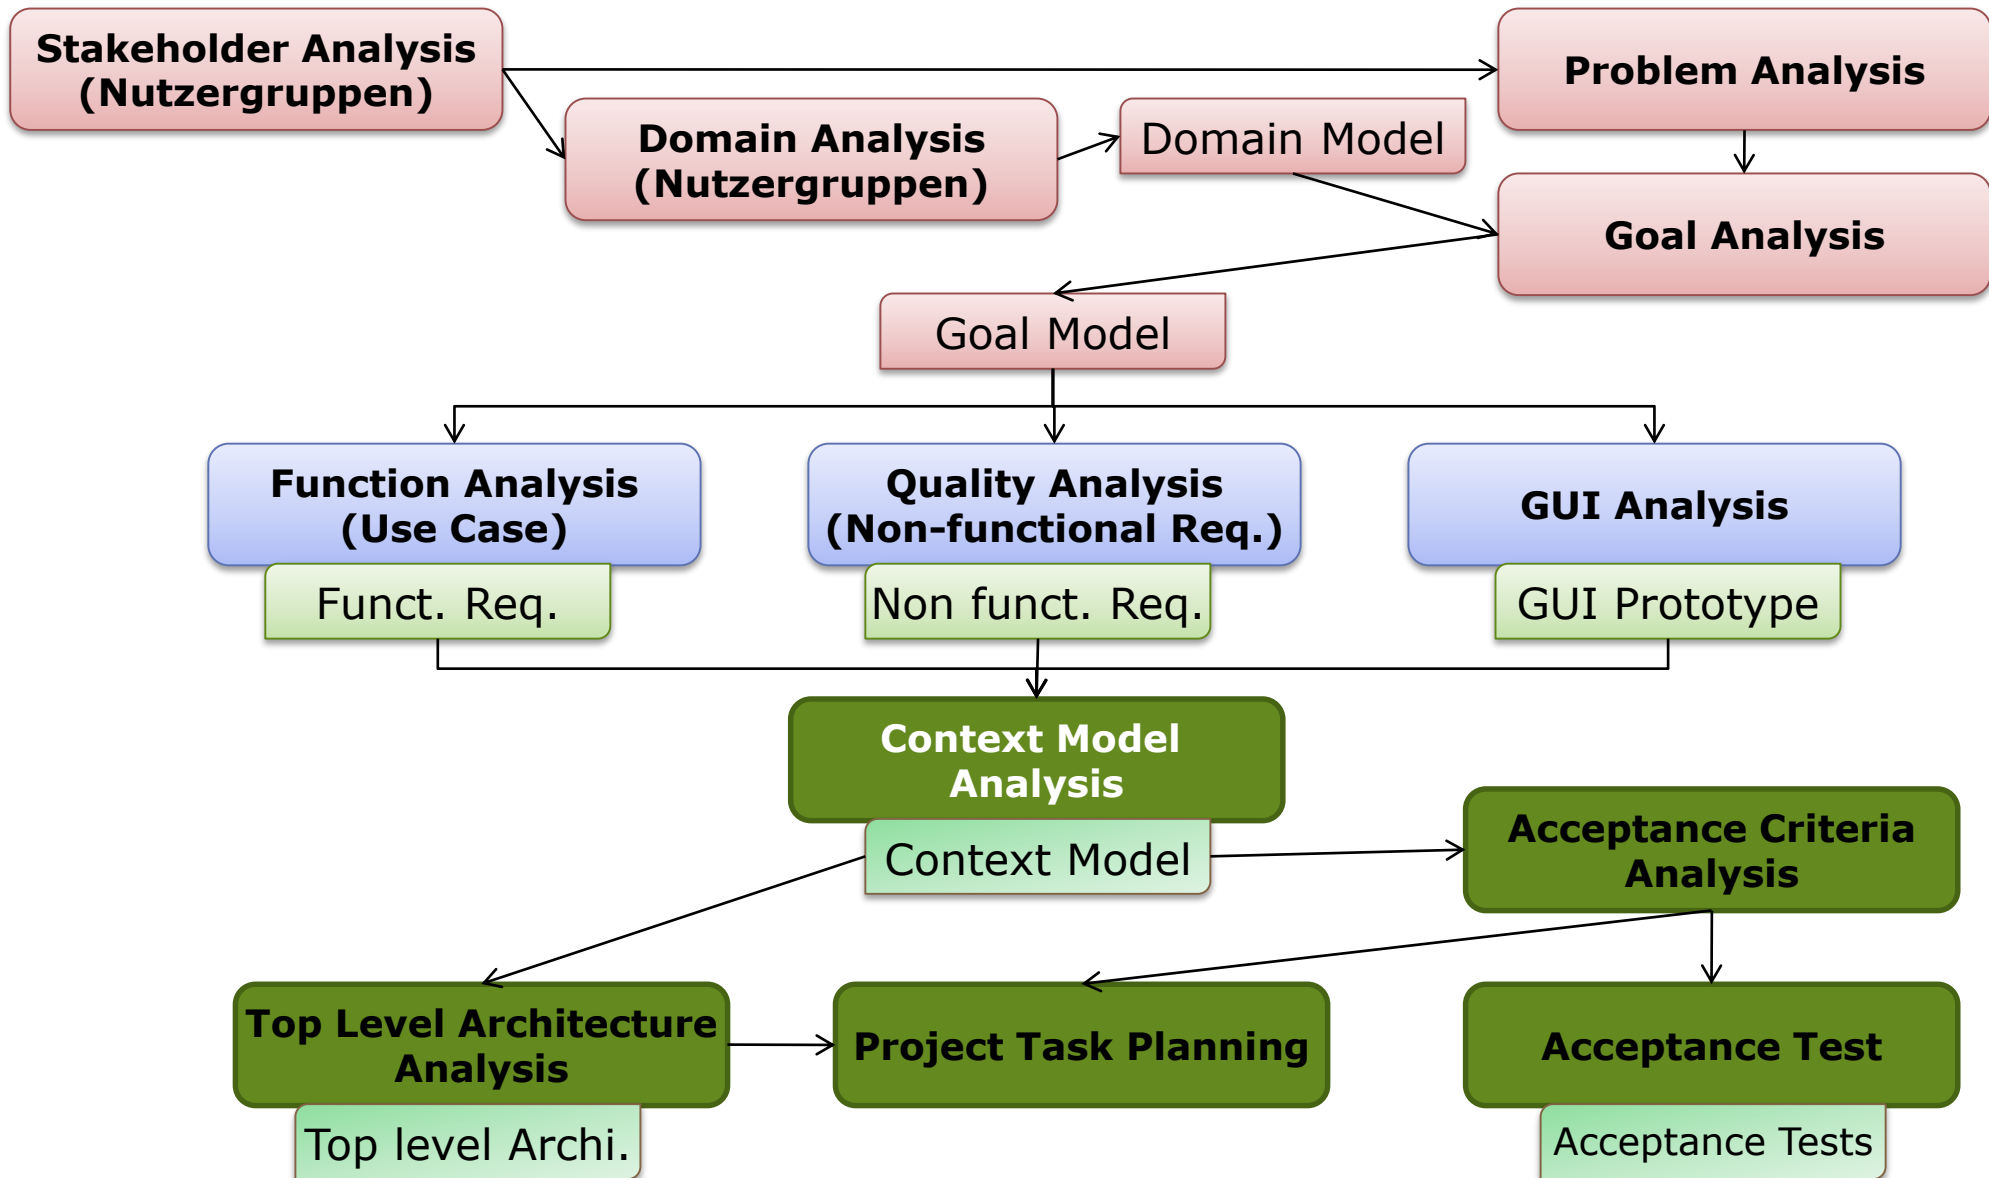 Stakeholder Analysis
(Nutzergruppen)
Problem Analysis
Domain Analysis
(Nutzergruppen)
Domain Model
Goal Analysis
Goal Model
Function Analysis
(Use Case)
Quality Analysis
(Non-functional Req.)
GUI Analysis
Funct. Req.
Non funct. Req.
GUI Prototype
Context Model
Analysis
Context Model
Acceptance Criteria
Analysis
Top Level Architecture
Analysis
Project Task Planning
Acceptance Test
Top level Archi.
Acceptance Tests